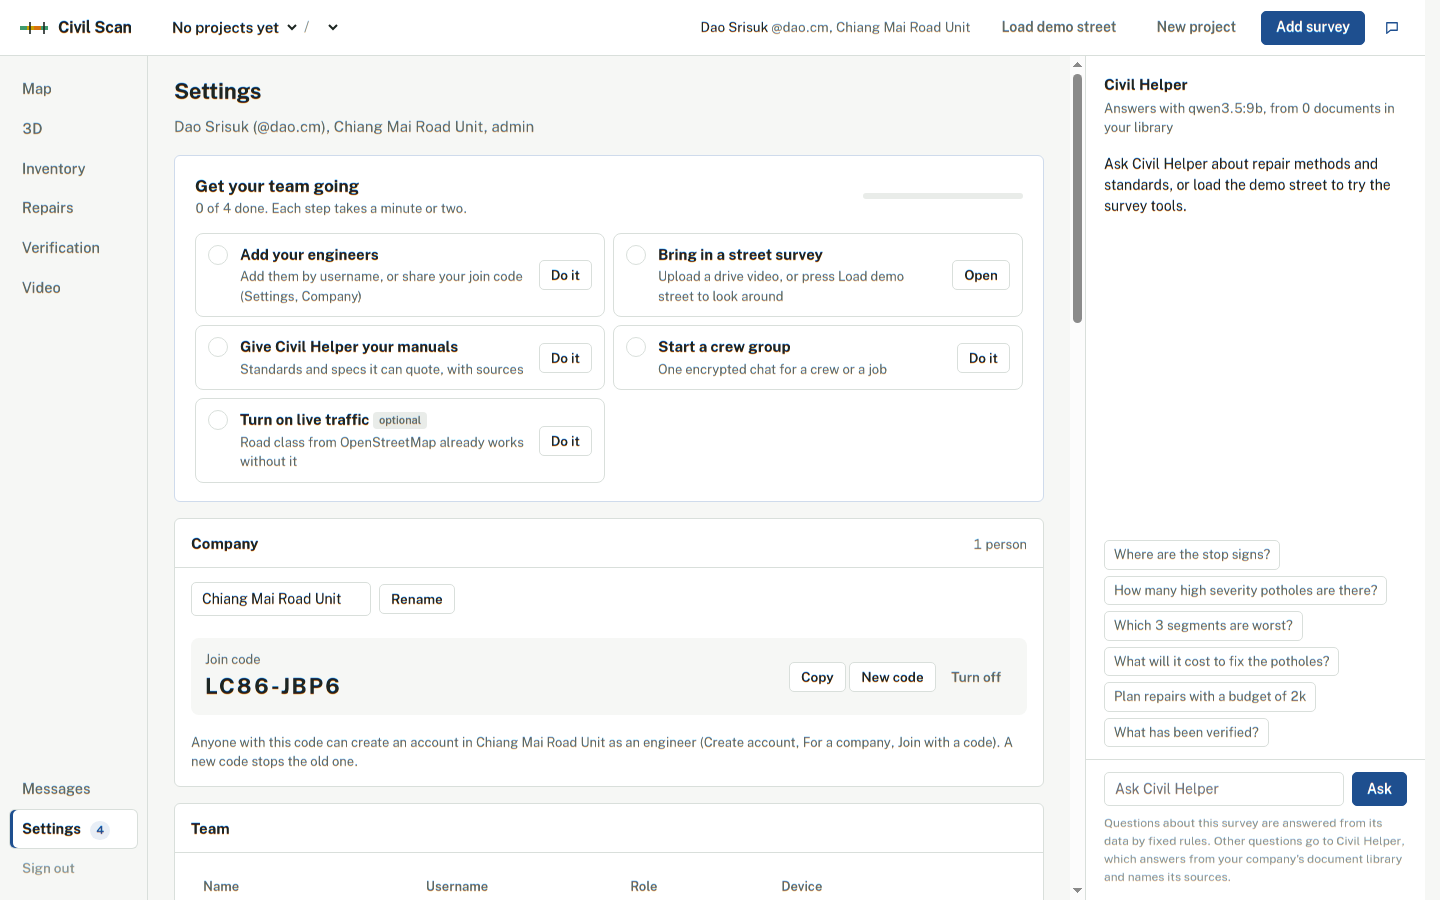 Civil Scan
No projects yet
/
Dao Srisuk @dao.cm, Chiang Mai Road Unit
Load demo street
New project
Add survey
Map
3D
Inventory
Repairs
Verification
Video
Messages
Settings 4
Sign out
Settings
Dao Srisuk (@dao.cm), Chiang Mai Road Unit, admin
Get your team going
0 of 4 done. Each step takes a minute or two.
Add your engineers
Add them by username, or share your join code
(Settings, Company)
Do it
Bring in a street survey
Upload a drive video, or press Load demo
street to look around
Open
Give Civil Helper your manuals
Standards and specs it can quote, with sources
Do it
Start a crew group
One encrypted chat for a crew or a job
Do it
Turn on live traffic optional
Road class from OpenStreetMap already works
without it
Do it
Company
1 person
Chiang Mai Road Unit
Rename
Join code
LC86-JBP6
Copy
New code
Turn off
Anyone with this code can create an account in Chiang Mai Road Unit as an engineer (Create account, For a company, Join with a code). A
new code stops the old one.
Team
Name
Username
Role
Device
Civil Helper
Answers with qwen3.5:9b, from 0 documents in
your library
Ask Civil Helper about repair methods and
standards, or load the demo street to try the
survey tools.
Where are the stop signs?
How many high severity potholes are there?
Which 3 segments are worst?
What will it cost to fix the potholes?
Plan repairs with a budget of 2k
What has been verified?
Ask Civil Helper
Ask
Questions about this survey are answered from its
data by fixed rules. Other questions go to Civil Helper,
which answers from your company's document library
and names its sources.